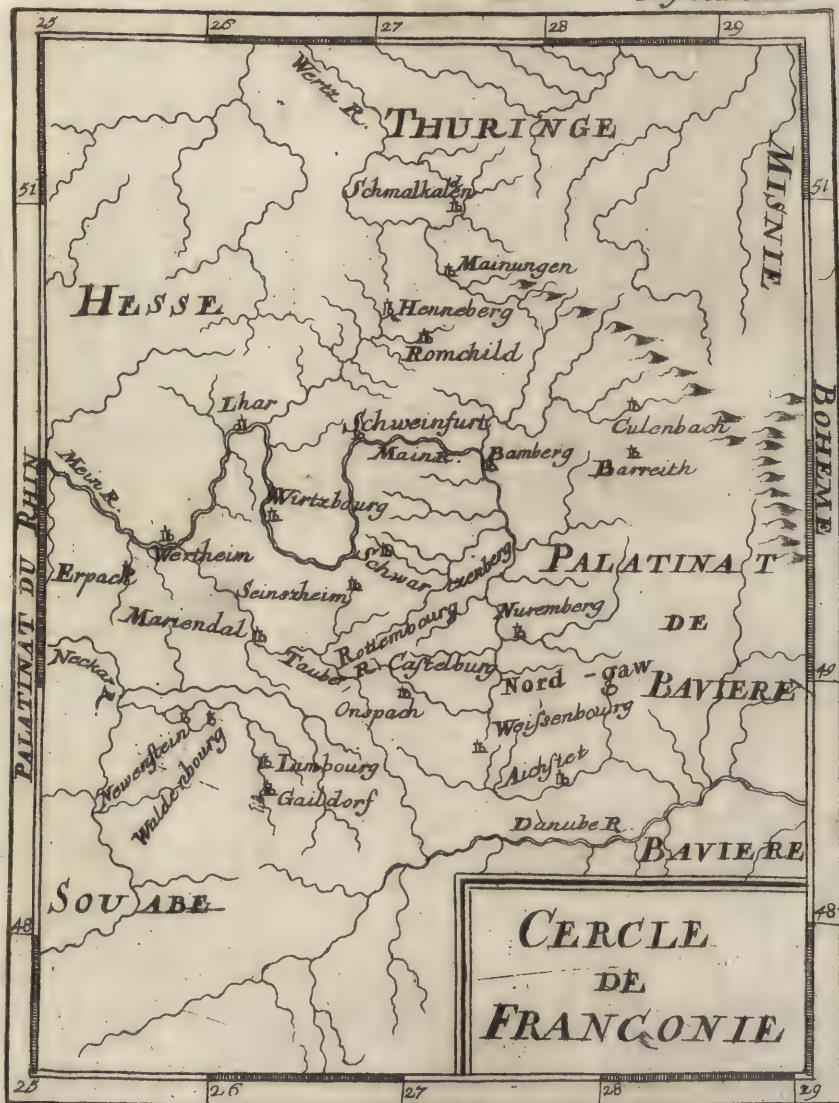 25 26 27 28 29
Wertz R.
THURINGE
MISNIE
51 51
Schmalkalen
Mainungen
HESSE
Henneberg
Romchild
Lhar
Schweinfurt
Culenbach
BOHEME
Main R.
Bamberg
Barreith
Mein R.
PALATINAT DU RHIN
Wirtzbourg
Wertheim
Schwartzenberg
PALATINAT
Erpach
Seinszheim
Rottembourg
Nuremberg
DE
Mariendal
Tauber R.
Castelburg
Neckar
Nord-gaw
49
BAVIERE
Onspach
Weissenbourg
Newenstein
Waldenbourg
Limbourg
Aichstet
Gaildorf
Danube R.
BAVIERE
SOUABE
48 48
CERCLE
DE
FRANCONIE
25 26 27 28 29